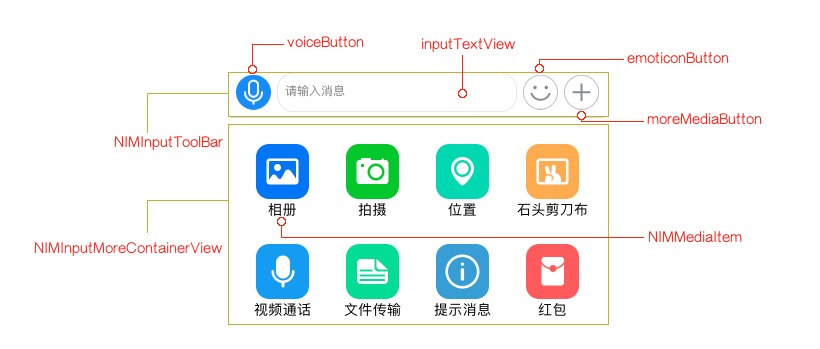 voiceButton
inputTextView
emoticonButton
请输入消息
moreMediaButton
NIMInputToolBar
相册 拍摄 位置 石头剪刀布
NIMMediaItem
NIMInputMoreContainerView
视频通话 文件传输 提示消息 红包